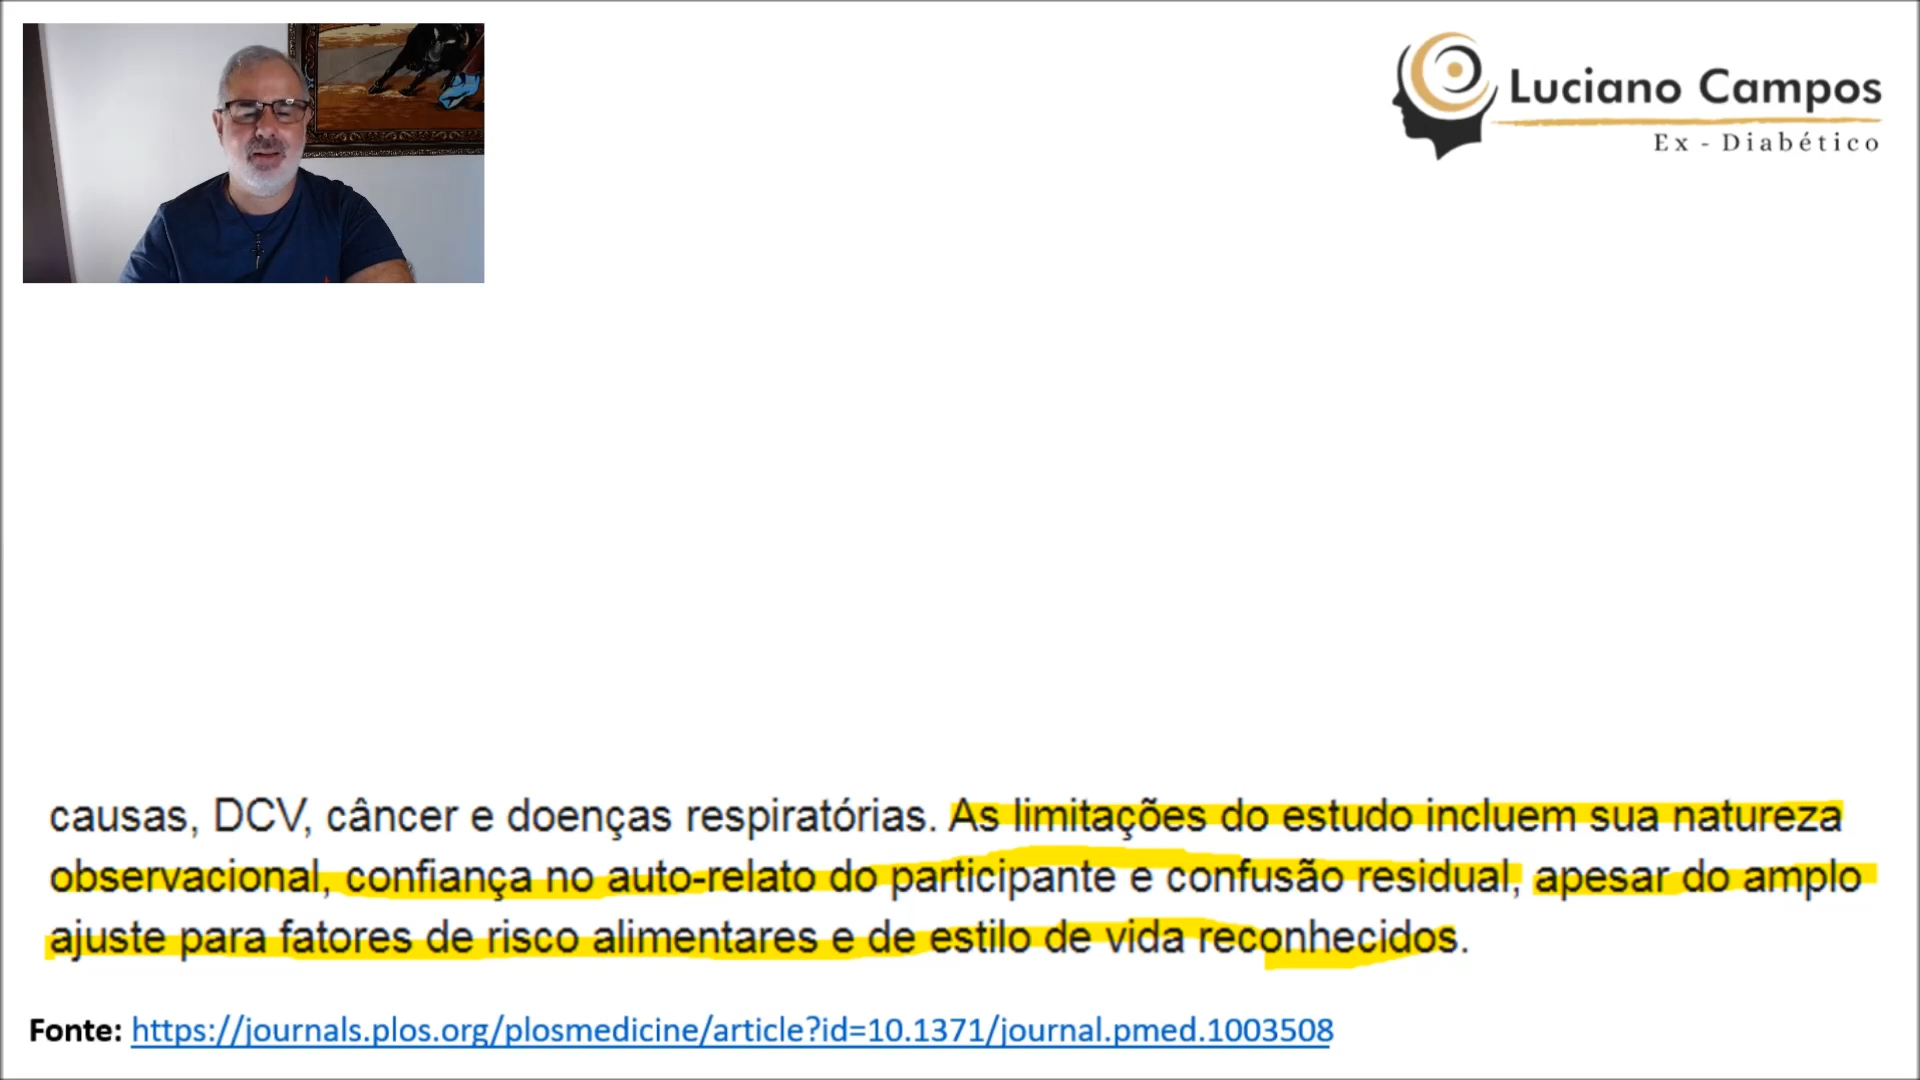 Luciano Campos
Ex - Diabético
causas, DCV, câncer e doenças respiratórias. As limitações do estudo incluem sua natureza
observacional, confiança no auto-relato do participante e confusão residual, apesar do amplo
ajuste para fatores de risco alimentares e de estilo de vida reconhecidos.
Fonte: https://journals.plos.org/plosmedicine/article?id=10.1371/journal.pmed.1003508